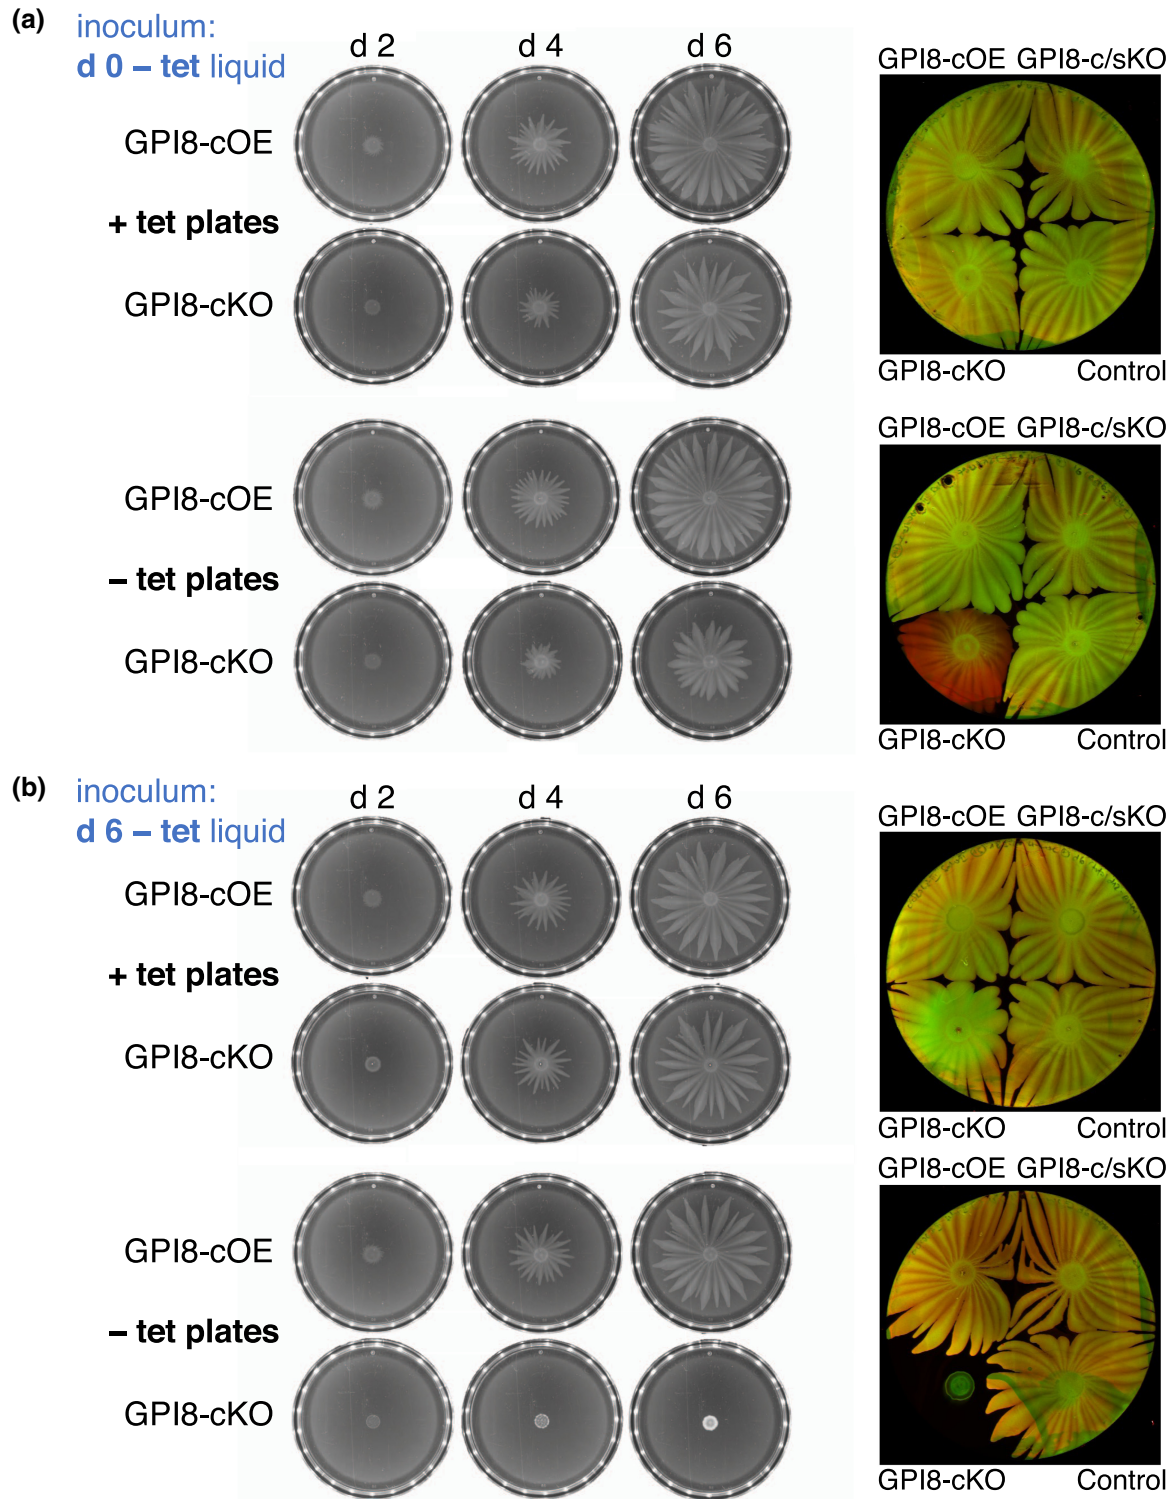 (a) inoculum:
d 0 – tet liquid
d 2 d 4 d 6
GPI8-cOE
+ tet plates
GPI8-cKO
GPI8-cOE
– tet plates
GPI8-cKO
GPI8-cOE GPI8-c/sKO
GPI8-cKO Control
GPI8-cOE GPI8-c/sKO
GPI8-cKO Control
(b) inoculum:
d 6 – tet liquid
d 2 d 4 d 6
GPI8-cOE
+ tet plates
GPI8-cKO
GPI8-cOE
– tet plates
GPI8-cKO
GPI8-cOE GPI8-c/sKO
GPI8-cKO Control
GPI8-cOE GPI8-c/sKO
GPI8-cKO Control